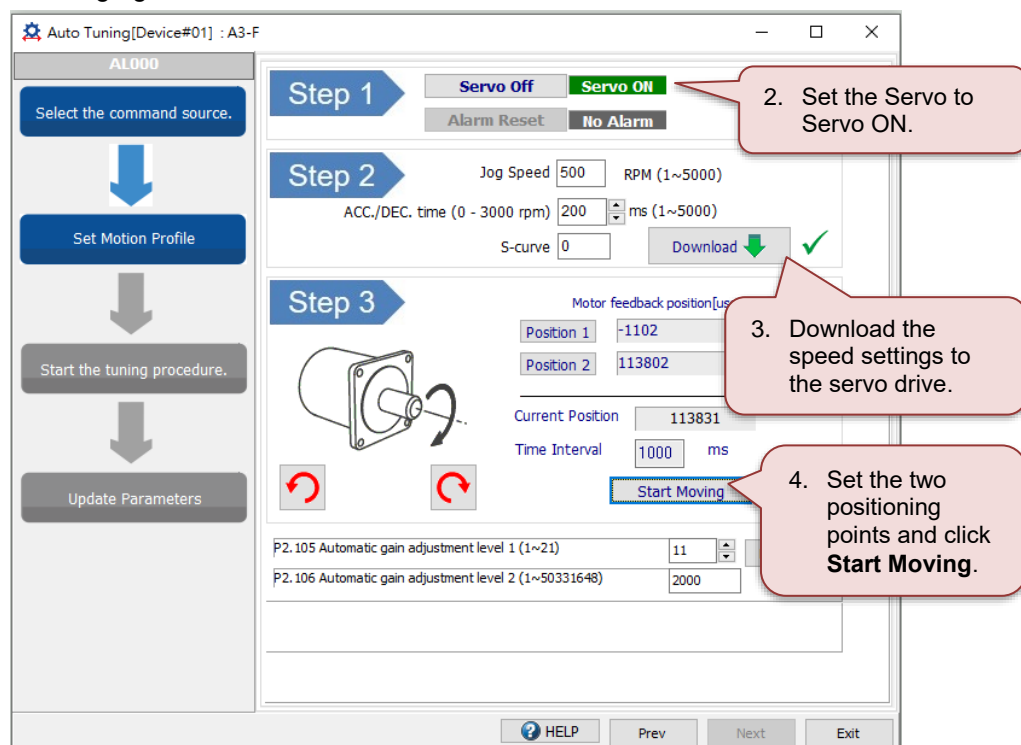 Auto Tuning[Device#01] : A3-F
AL000
Select the command source.
Set Motion Profile
Start the tuning procedure.
Update Parameters
Step 1
Servo Off
Servo ON
Alarm Reset
No Alarm
2. Set the Servo to
Servo ON.
Step 2
Jog Speed 500 RPM (1~5000)
ACC./DEC. time (0 - 3000 rpm) 200 ms (1~5000)
S-curve 0
Download
3. Download the
speed settings to
the servo drive.
Step 3
Motor feedback position
Position 1 -1102
Position 2 113802
Current Position 113831
Time Interval 1000 ms
Start Moving
4. Set the two
positioning
points and click
Start Moving.
P2.105 Automatic gain adjustment level 1 (1~21) 11
P2.106 Automatic gain adjustment level 2 (1~50331648) 2000
HELP
Prev
Next
Exit